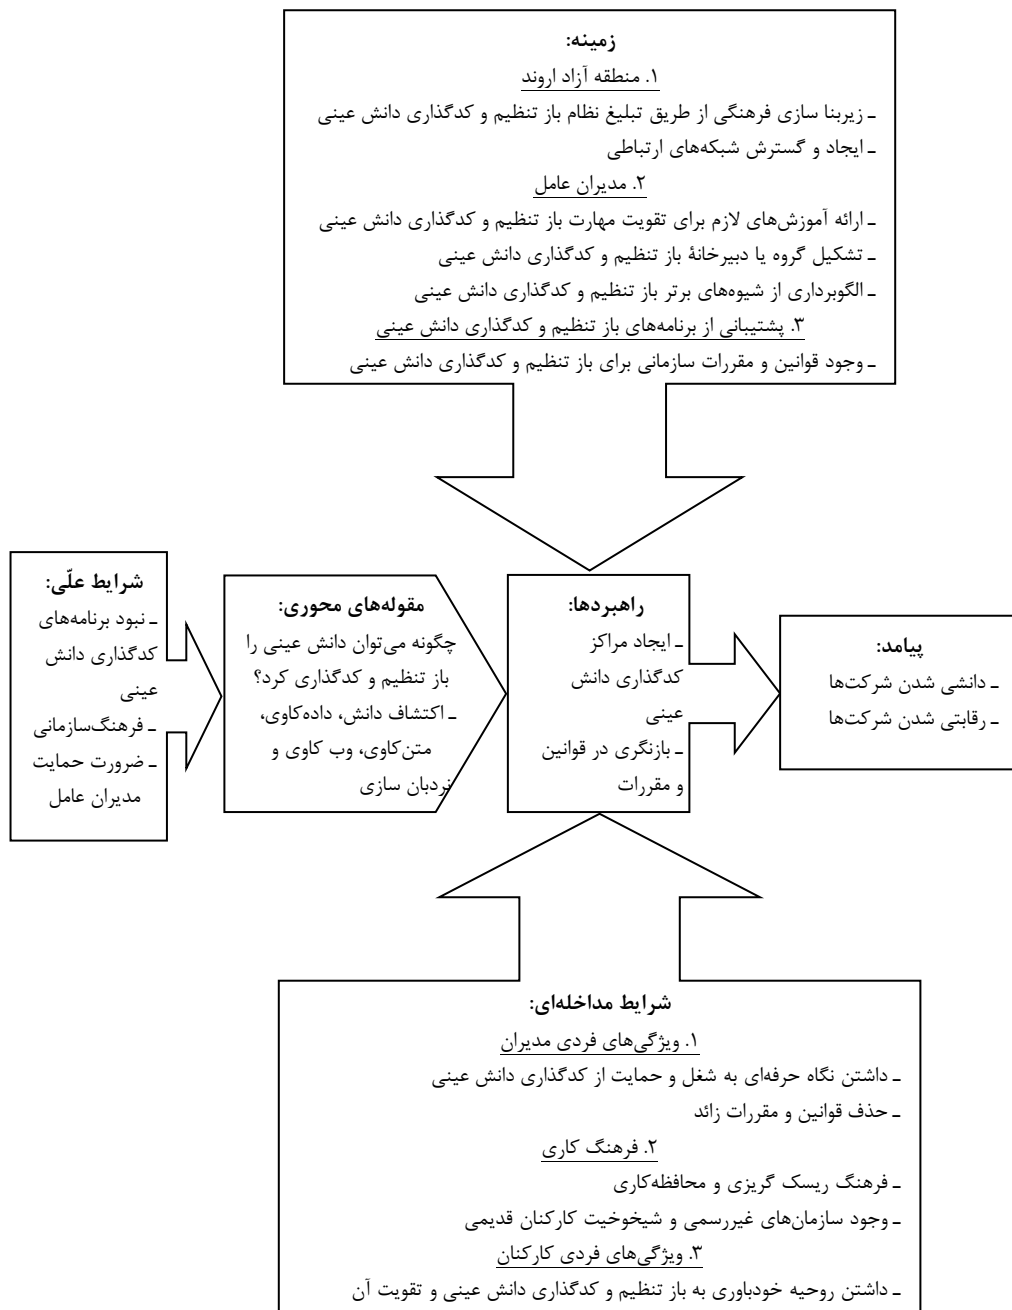 زمینه:
۱. منطقه آزاد اروند
ـ زیربنا سازی فرهنگی از طریق تبلیغ نظام باز تنظیم و کدگذاری دانش عینی
ـ ایجاد و گسترش شبکه‌های ارتباطی
۲. مدیران عامل
ـ ارائه آموزش‌های لازم برای تقویت مهارت باز تنظیم و کدگذاری دانش عینی
ـ تشکیل گروه یا دبیرخانۀ باز تنظیم و کدگذاری دانش عینی
ـ الگوبرداری از شیوه‌های برتر باز تنظیم و کدگذاری دانش عینی
۳. پشتیبانی از برنامه‌های باز تنظیم و کدگذاری دانش عینی
ـ وجود قوانین و مقررات سازمانی برای باز تنظیم و کدگذاری دانش عینی
شرایط علّی:
ـ نبود برنامه‌های
کدگذاری دانش
عینی
ـ فرهنگ‌سازمانی
ـ ضرورت حمایت
مدیران عامل
مقوله‌های محوری:
چگونه می‌توان دانش عینی را
باز تنظیم و کدگذاری کرد؟
ـ اکتشاف دانش، داده‌کاوی،
متن‌کاوی، وب کاوی و
نردبان سازی
راهبردها:
ـ ایجاد مراکز
کدگذاری دانش
عینی
ـ بازنگری در قوانین
و مقررات
پیامد:
ـ دانشی شدن شرکت‌ها
ـ رقابتی شدن شرکت‌ها
شرایط مداخله‌ای:
۱. ویژگی‌های فردی مدیران
ـ داشتن نگاه حرفه‌ای به شغل و حمایت از کدگذاری دانش عینی
ـ حذف قوانین و مقررات زائد
۲. فرهنگ کاری
ـ فرهنگ ریسک گریزی و محافظه‌کاری
ـ وجود سازمان‌های غیررسمی و شیخوخیت کارکنان قدیمی
۳. ویژگی‌های فردی کارکنان
ـ داشتن روحیه خودباوری به باز تنظیم و کدگذاری دانش عینی و تقویت آن